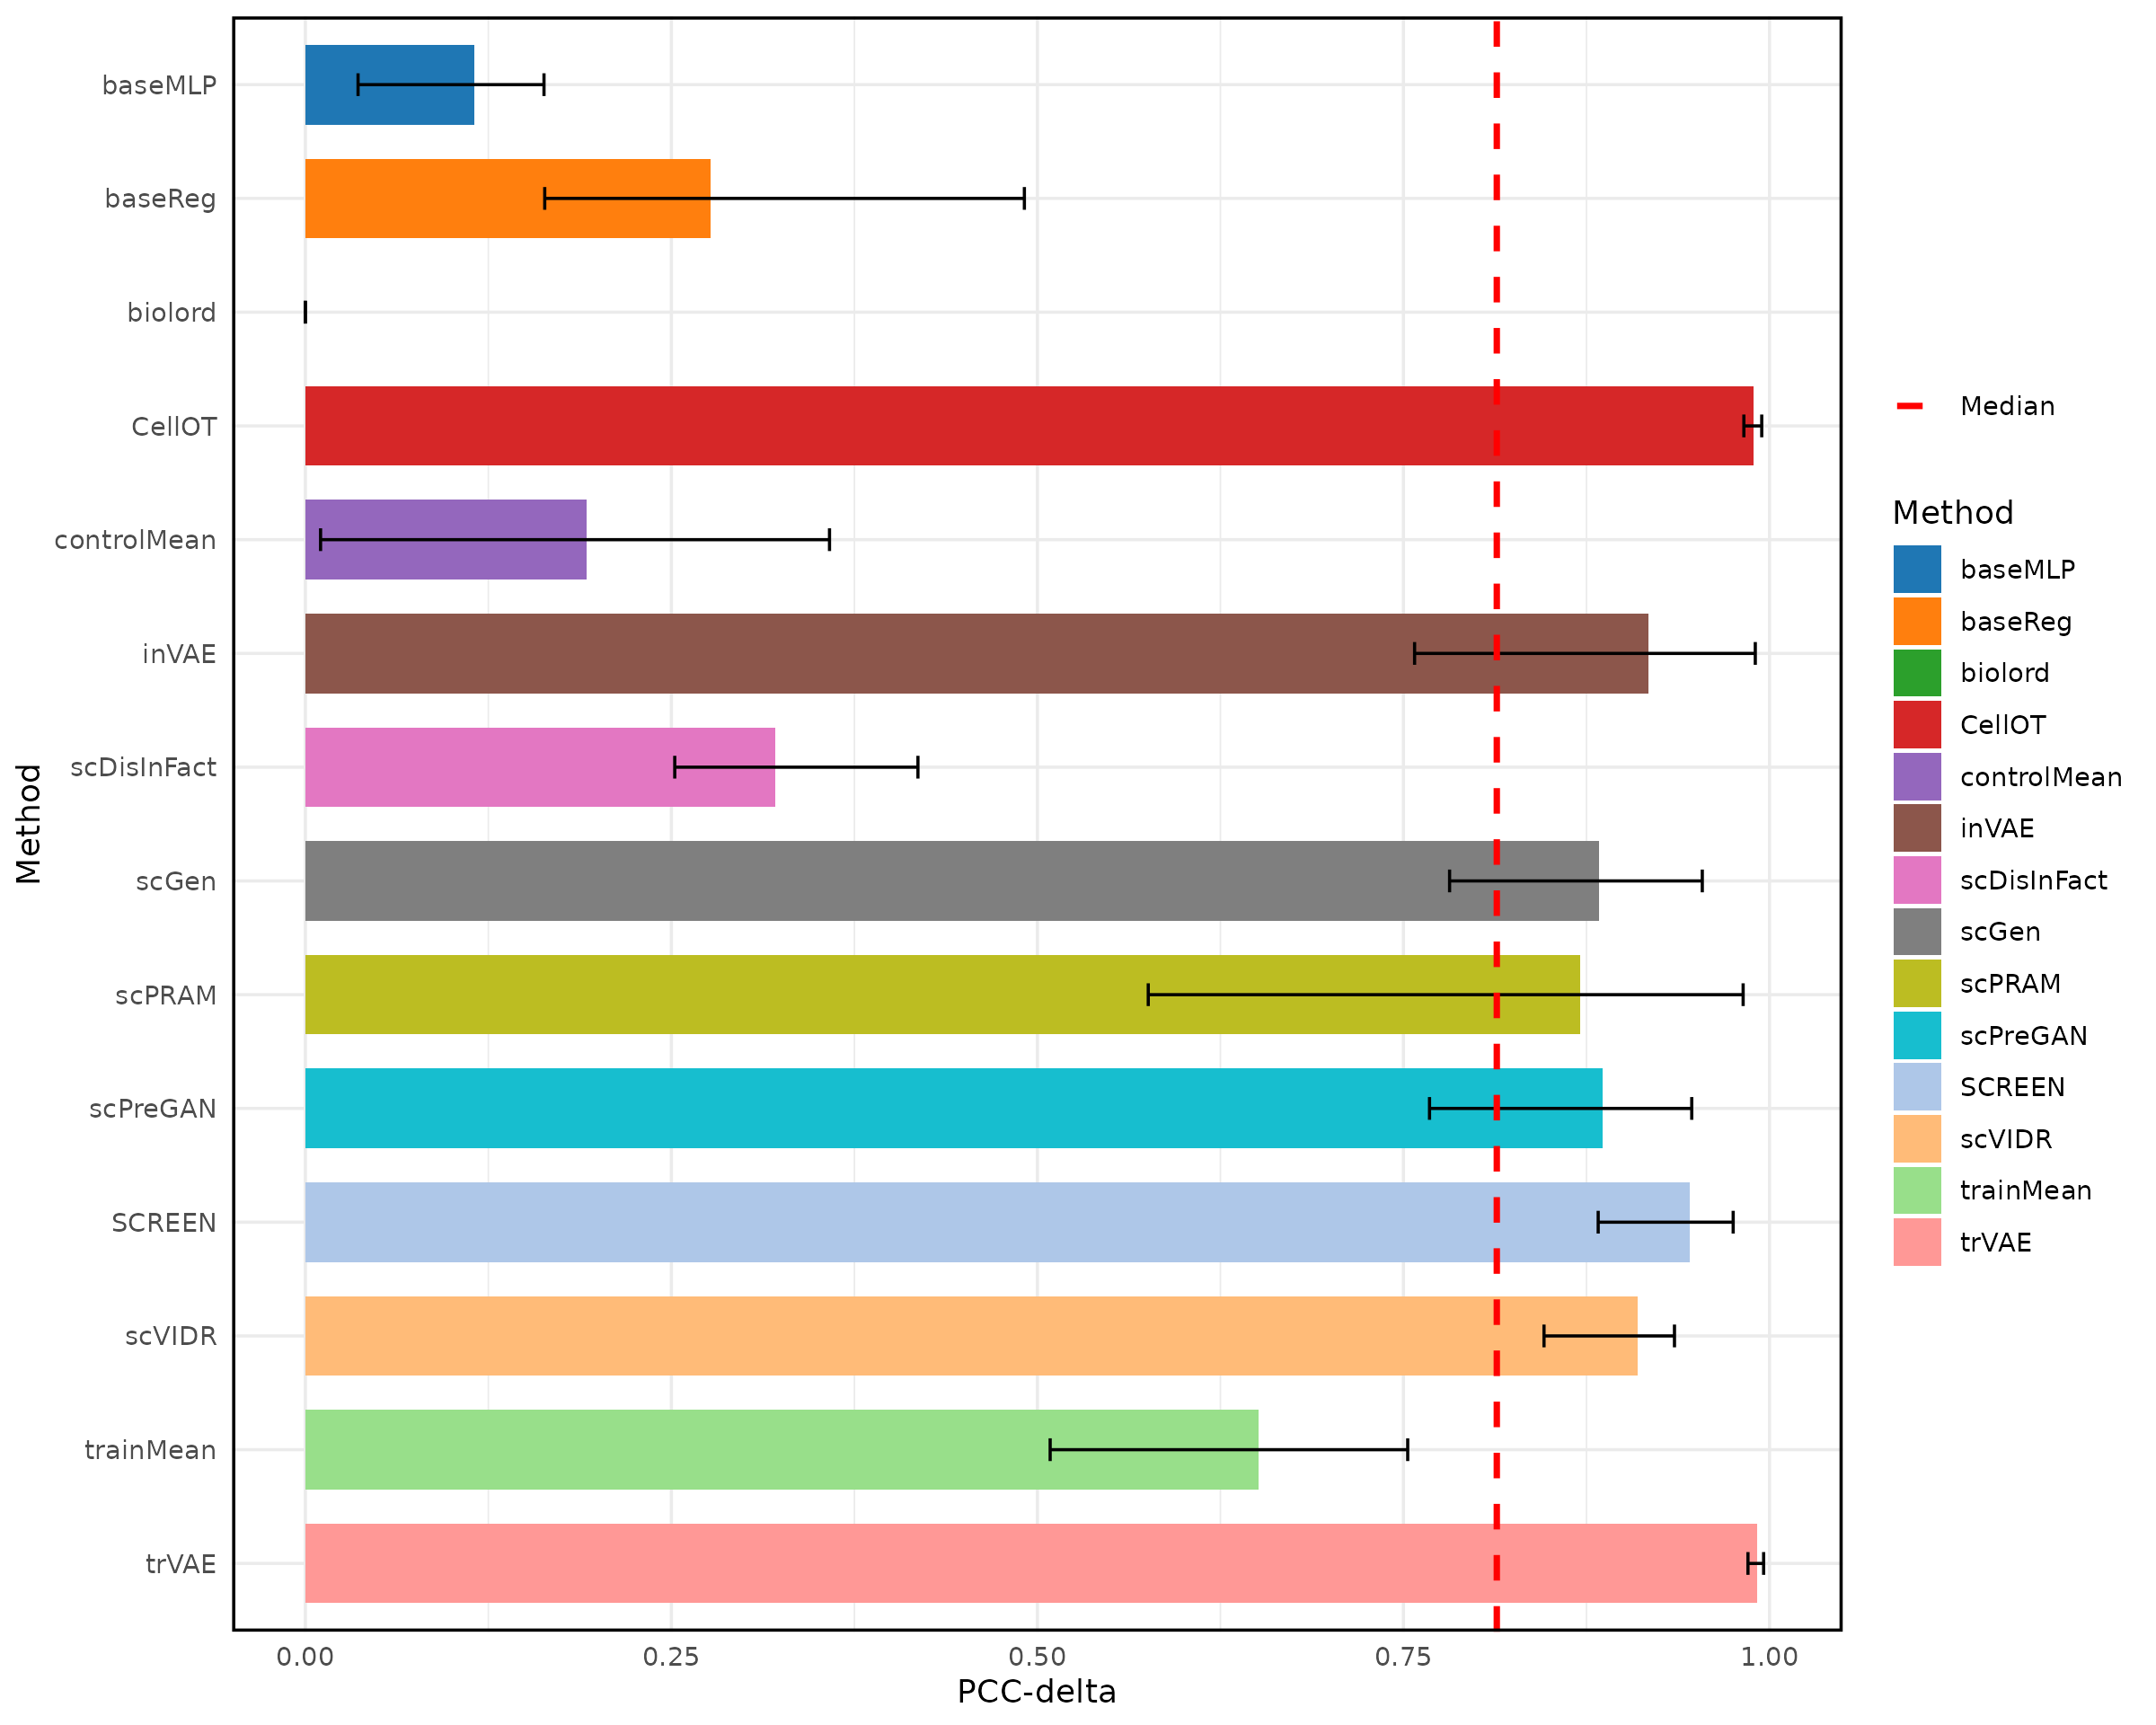 Method
baseMLP
baseReg
biolord
CellOT
controlMean
inVAE
scDisInFact
scGen
scPRAM
scPreGAN
SCREEN
scVIDR
trainMean
trVAE
0.00 0.25 0.50 0.75 1.00
PCC-delta
Median
Method
baseMLP
baseReg
biolord
CellOT
controlMean
inVAE
scDisInFact
scGen
scPRAM
scPreGAN
SCREEN
scVIDR
trainMean
trVAE